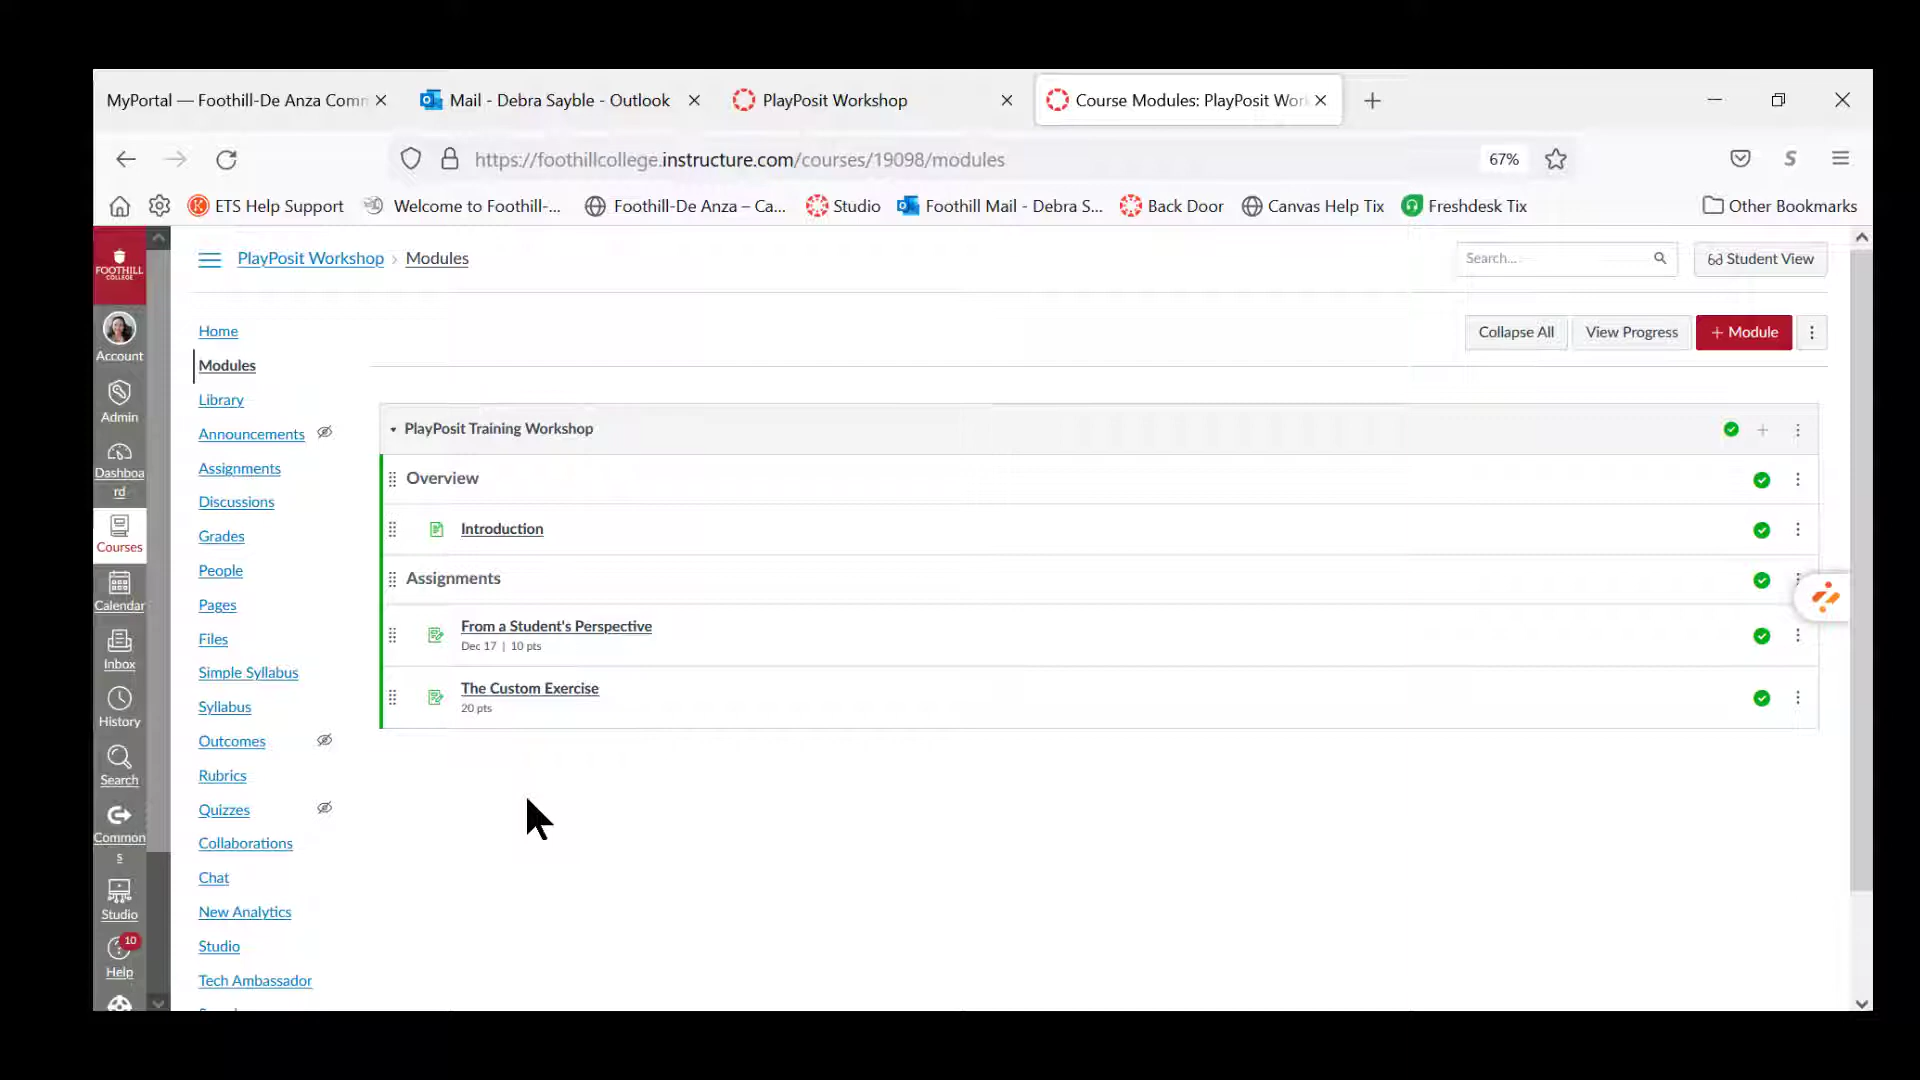 MyPortal — Foothill-De Anza Com
Mail - Debra Sayble - Outlook
PlayPosit Workshop
Course Modules: PlayPosit Wor
https://foothillcollege.instructure.com/courses/19098/modules
67%
ETS Help Support
Welcome to Foothill-...
Foothill-De Anza – Ca...
Studio
Foothill Mail - Debra S...
Back Door
Canvas Help Tix
Freshdesk Tix
Other Bookmarks
FOOTHILL
COLLEGE
Account
Admin
Dashboa
rd
Courses
Calendar
Inbox
History
Search
Common
s
Studio
10
Help
PlayPosit Workshop › Modules
Search...
Student View
Home
Modules
Library
Announcements
Assignments
Discussions
Grades
People
Pages
Files
Simple Syllabus
Syllabus
Outcomes
Rubrics
Quizzes
Collaborations
Chat
New Analytics
Studio
Tech Ambassador
Collapse All
View Progress
+ Module
PlayPosit Training Workshop
Overview
Introduction
Assignments
From a Student's Perspective
Dec 17 | 10 pts
The Custom Exercise
20 pts